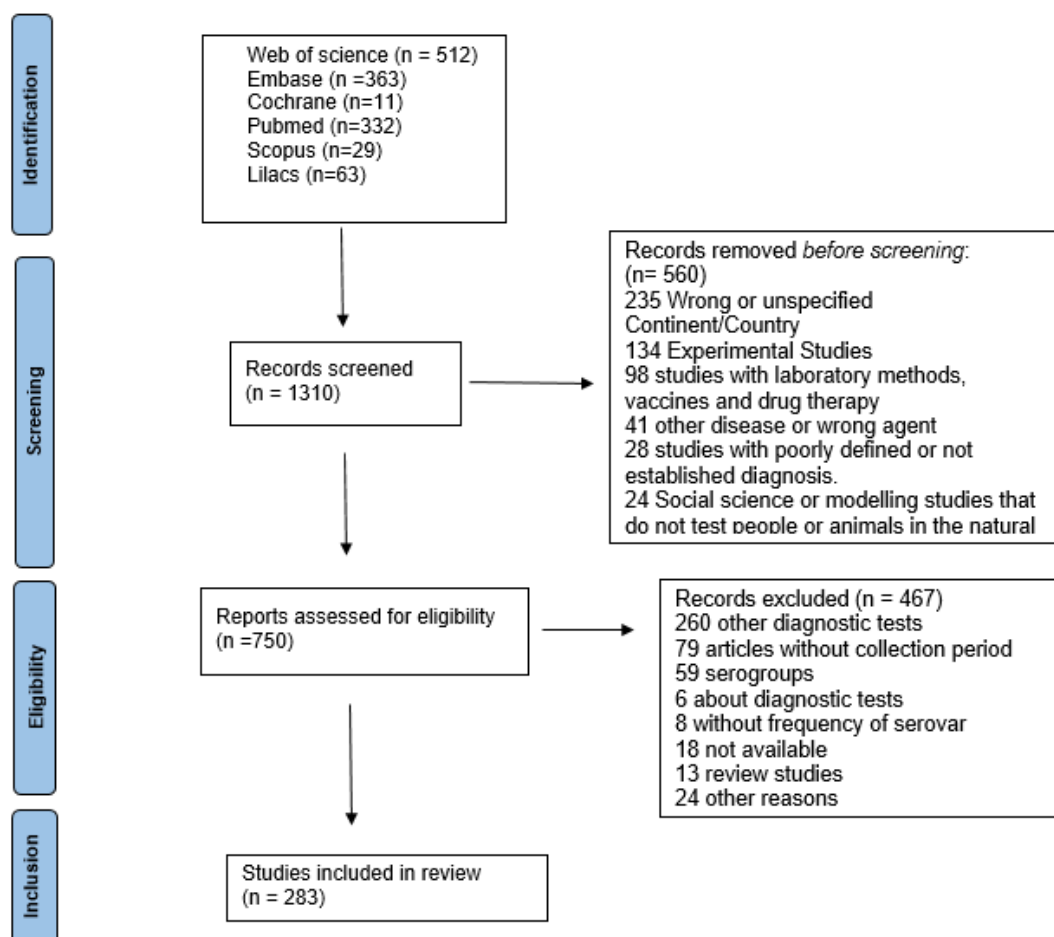 Identification
Web of science (n = 512)
Embase (n =363)
Cochrane (n=11)
Pubmed (n=332)
Scopus (n=29)
Lilacs (n=63)
Screening
Records screened
(n = 1310)
Records removed before screening:
(n= 560)
235 Wrong or unspecified
Continent/Country
134 Experimental Studies
98 studies with laboratory methods,
vaccines and drug therapy
41 other disease or wrong agent
28 studies with poorly defined or not
established diagnosis.
24 Social science or modelling studies that
do not test people or animals in the natural
Eligibility
Reports assessed for eligibility
(n =750)
Records excluded (n = 467)
260 other diagnostic tests
79 articles without collection period
59 serogroups
6 about diagnostic tests
8 without frequency of serovar
18 not available
13 review studies
24 other reasons
Inclusion
Studies included in review
(n = 283)